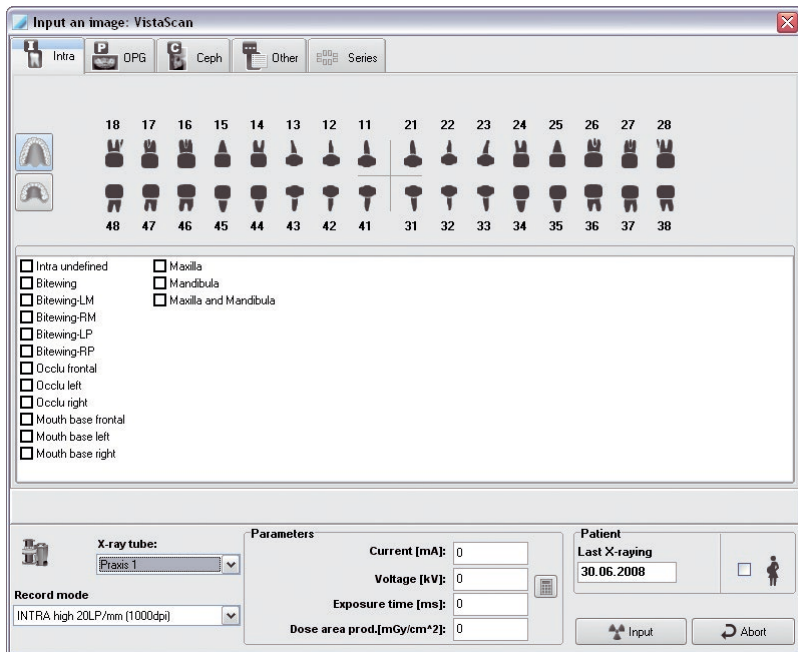 Input an image: VistaScan
Intra
P OPG
C Ceph
Other
Series
18 17 16 15 14 13 12 11 21 22 23 24 25 26 27 28
48 47 46 45 44 43 42 41 31 32 33 34 35 36 37 38
Intra undefined
Bitewing
Bitewing-LM
Bitewing-RM
Bitewing-LP
Bitewing-RP
Occlu frontal
Occlu left
Occlu right
Mouth base frontal
Mouth base left
Mouth base right
Maxilla
Mandibula
Maxilla and Mandibula
X-ray tube:
Praxis 1
Record mode
INTRA high 20LP/mm (1000dpi)
Parameters
Current [mA]: 0
Voltage [kV]: 0
Exposure time [ms]: 0
Dose area prod.[mGy/cm^2]: 0
Patient
Last X-raying
30.06.2008
Input
Abort